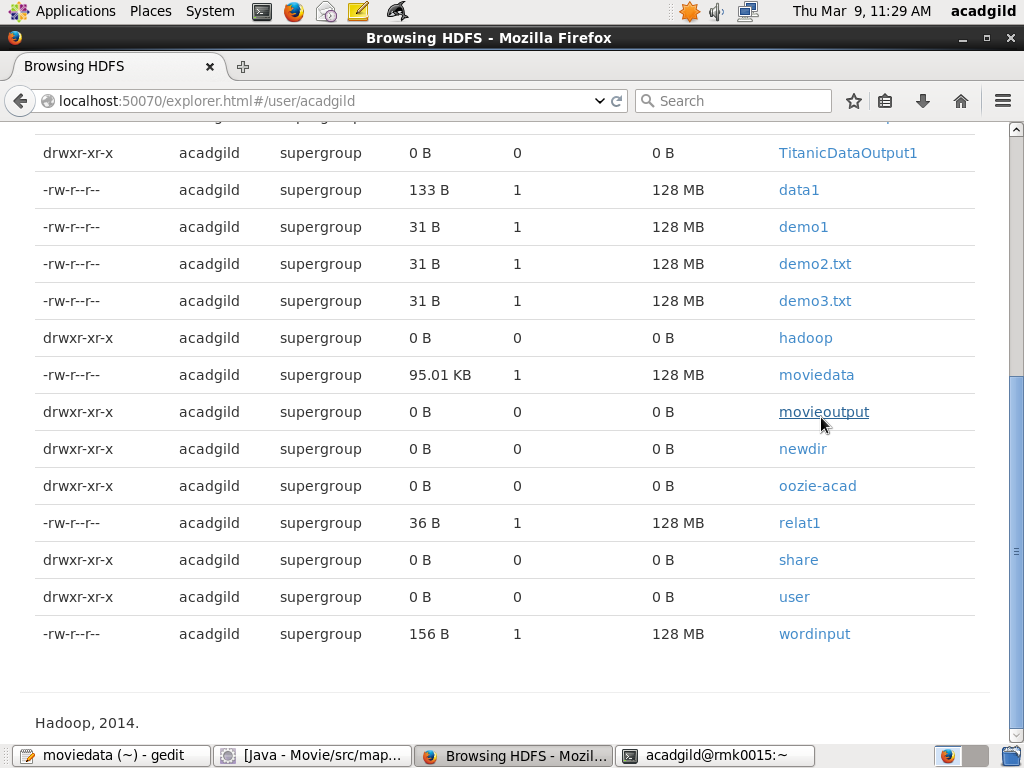 Applications Places System Thu Mar 9, 11:29 AM acadgild
Browsing HDFS - Mozilla Firefox
Browsing HDFS
localhost:50070/explorer.html#/user/acadgild Search
drwxr-xr-x acadgild supergroup 0 B 0 0 B TitanicDataOutput1
-rw-r--r-- acadgild supergroup 133 B 1 128 MB data1
-rw-r--r-- acadgild supergroup 31 B 1 128 MB demo1
-rw-r--r-- acadgild supergroup 31 B 1 128 MB demo2.txt
-rw-r--r-- acadgild supergroup 31 B 1 128 MB demo3.txt
drwxr-xr-x acadgild supergroup 0 B 0 0 B hadoop
-rw-r--r-- acadgild supergroup 95.01 KB 1 128 MB moviedata
drwxr-xr-x acadgild supergroup 0 B 0 0 B movieoutput
drwxr-xr-x acadgild supergroup 0 B 0 0 B newdir
drwxr-xr-x acadgild supergroup 0 B 0 0 B oozie-acad
-rw-r--r-- acadgild supergroup 36 B 1 128 MB relat1
drwxr-xr-x acadgild supergroup 0 B 0 0 B share
drwxr-xr-x acadgild supergroup 0 B 0 0 B user
-rw-r--r-- acadgild supergroup 156 B 1 128 MB wordinput
Hadoop, 2014.
moviedata (~) - gedit [Java - Movie/src/map... Browsing HDFS - Mozil... acadgild@rmk0015:~